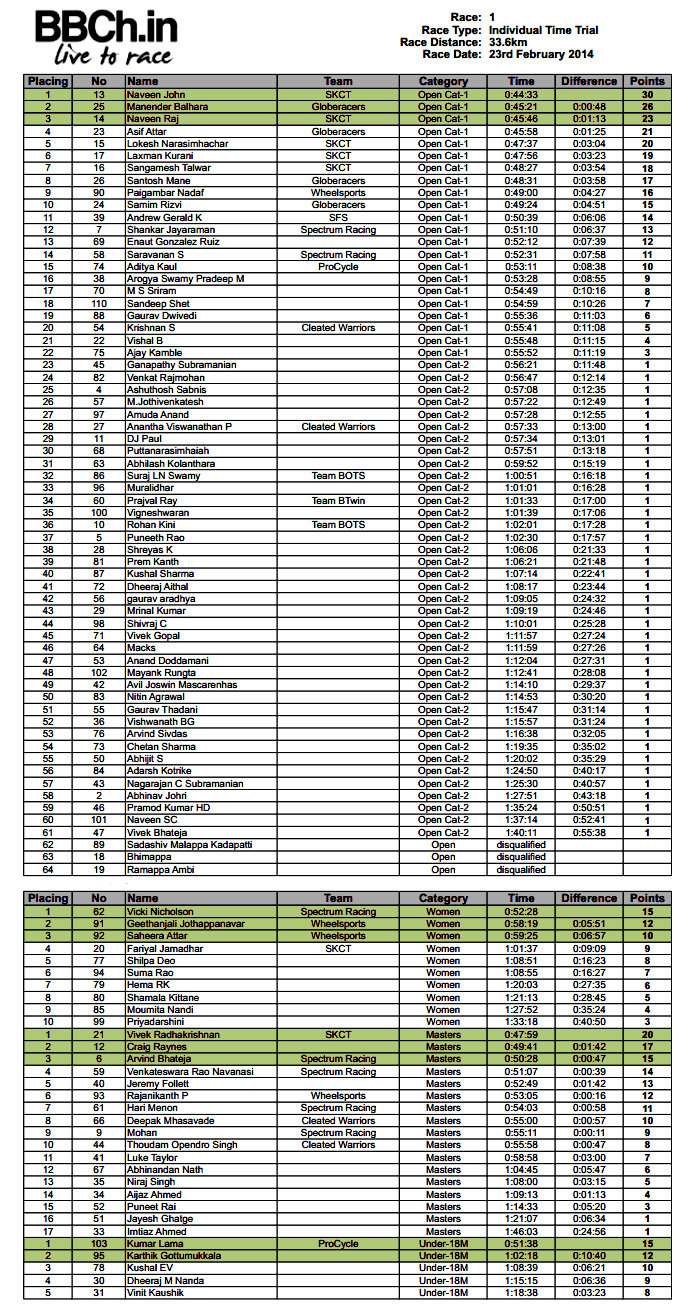 BBCh.in
live to race
Race: 1
Race Type: Individual Time Trial
Race Distance: 33.6km
Race Date: 23rd February 2014
Placing No Name Team Category Time Difference Points
1 13 Naveen John SKCT Open Cat-1 0:44:33 30
2 25 Manender Balhara Globeracers Open Cat-1 0:45:21 0:00:48 26
3 14 Naveen Raj SKCT Open Cat-1 0:45:46 0:01:13 23
4 23 Asif Attar Globeracers Open Cat-1 0:45:58 0:01:25 21
5 15 Lokesh Narasimhachar SKCT Open Cat-1 0:47:37 0:03:04 20
6 17 Laxman Kurani SKCT Open Cat-1 0:47:56 0:03:23 19
7 16 Sangamesh Talwar SKCT Open Cat-1 0:48:27 0:03:54 18
8 26 Santosh Mane Globeracers Open Cat-1 0:48:31 0:03:58 17
9 90 Paigambar Nadaf Wheelsports Open Cat-1 0:49:00 0:04:27 16
10 24 Samim Rizvi Globeracers Open Cat-1 0:49:24 0:04:51 15
11 39 Andrew Gerald K SFS Open Cat-1 0:50:39 0:06:06 14
12 7 Shankar Jayaraman Spectrum Racing Open Cat-1 0:51:10 0:06:37 13
13 69 Enaut Gonzalez Ruiz Open Cat-1 0:52:12 0:07:39 12
14 58 Saravanan S Spectrum Racing Open Cat-1 0:52:31 0:07:58 11
15 74 Aditya Kaul ProCycle Open Cat-1 0:53:11 0:08:38 10
16 38 Arogya Swamy Pradeep M Open Cat-1 0:53:28 0:08:55 9
17 70 M S Sriram Open Cat-1 0:54:49 0:10:16 8
18 110 Sandeep Shet Open Cat-1 0:54:59 0:10:26 7
19 88 Gaurav Dwivedi Open Cat-1 0:55:36 0:11:03 6
20 54 Krishnan S Cleated Warriors Open Cat-1 0:55:41 0:11:08 5
21 22 Vishal B Open Cat-1 0:55:48 0:11:15 4
22 75 Ajay Kamble Open Cat-1 0:55:52 0:11:19 3
23 45 Ganapathy Subramanian Open Cat-2 0:56:21 0:11:48 1
24 82 Venkat Rajmohan Open Cat-2 0:56:47 0:12:14 1
25 4 Ashuthosh Sabnis Open Cat-2 0:57:08 0:12:35 1
26 57 M.Jothivenkatesh Open Cat-2 0:57:22 0:12:49 1
27 97 Amuda Anand Open Cat-2 0:57:28 0:12:55 1
28 27 Anantha Viswanathan P Cleated Warriors Open Cat-2 0:57:33 0:13:00 1
29 11 DJ Paul Open Cat-2 0:57:34 0:13:01 1
30 68 Puttanarasimhaiah Open Cat-2 0:57:51 0:13:18 1
31 63 Abhilash Kolanthara Open Cat-2 0:59:52 0:15:19 1
32 86 Suraj LN Swamy Team BOTS Open Cat-2 1:00:51 0:16:18 1
33 96 Muralidhar Open Cat-2 1:01:01 0:16:28 1
34 60 Prajval Ray Team BTwin Open Cat-2 1:01:33 0:17:00 1
35 100 Vigneshwaran Open Cat-2 1:01:39 0:17:06 1
36 10 Rohan Kini Team BOTS Open Cat-2 1:02:01 0:17:28 1
37 5 Puneeth Rao Open Cat-2 1:02:30 0:17:57 1
38 28 Shreyas K Open Cat-2 1:06:06 0:21:33 1
39 81 Prem Kanth Open Cat-2 1:06:21 0:21:48 1
40 87 Kushal Sharma Open Cat-2 1:07:14 0:22:41 1
41 72 Dheeraj Aithal Open Cat-2 1:08:17 0:23:44 1
42 56 gaurav aradhya Open Cat-2 1:09:05 0:24:32 1
43 29 Mrinal Kumar Open Cat-2 1:09:19 0:24:46 1
44 98 Shivraj C Open Cat-2 1:10:01 0:25:28 1
45 71 Vivek Gopal Open Cat-2 1:11:57 0:27:24 1
46 64 Macks Open Cat-2 1:11:59 0:27:26 1
47 53 Anand Doddamani Open Cat-2 1:12:04 0:27:31 1
48 102 Mayank Rungta Open Cat-2 1:12:41 0:28:08 1
49 42 Avil Joswin Mascarenhas Open Cat-2 1:14:10 0:29:37 1
50 83 Nitin Agrawal Open Cat-2 1:14:53 0:30:20 1
51 55 Gaurav Thadani Open Cat-2 1:15:47 0:31:14 1
52 36 Vishwanath BG Open Cat-2 1:15:57 0:31:24 1
53 76 Arvind Sivdas Open Cat-2 1:16:38 0:32:05 1
54 73 Chetan Sharma Open Cat-2 1:19:35 0:35:02 1
55 50 Abhijit S Open Cat-2 1:20:02 0:35:29 1
56 84 Adarsh Kotrike Open Cat-2 1:24:50 0:40:17 1
57 43 Nagarajan C Subramanian Open Cat-2 1:25:30 0:40:57 1
58 2 Abhinav Johri Open Cat-2 1:27:51 0:43:18 1
59 46 Pramod Kumar HD Open Cat-2 1:35:24 0:50:51 1
60 101 Naveen SC Open Cat-2 1:37:14 0:52:41 1
61 47 Vivek Bhateja Open Cat-2 1:40:11 0:55:38 1
62 89 Sadashiv Malappa Kadapatti Open disqualified
63 18 Bhimappa Open disqualified
64 19 Ramappa Ambi Open disqualified
Placing No Name Team Category Time Difference Points
1 62 Vicki Nicholson Spectrum Racing Women 0:52:28 15
2 91 Geethanjali Jothappanavar Wheelsports Women 0:58:19 0:05:51 12
3 92 Saheera Attar Wheelsports Women 0:59:25 0:06:57 10
4 20 Fariyal Jamadhar SKCT Women 1:01:37 0:09:09 9
5 77 Shilpa Deo Women 1:08:51 0:16:23 8
6 94 Suma Rao Women 1:08:55 0:16:27 7
7 79 Hema RK Women 1:20:03 0:27:35 6
8 80 Shamala Kittane Women 1:21:13 0:28:45 5
9 85 Moumita Nandi Women 1:27:52 0:35:24 4
10 99 Priyadarshini Women 1:33:18 0:40:50 3
1 21 Vivek Radhakrishnan SKCT Masters 0:47:59 20
2 12 Craig Raynes Masters 0:49:41 0:01:42 17
3 6 Arvind Bhateja Spectrum Racing Masters 0:50:28 0:00:47 15
4 59 Venkateswara Rao Navanasi Spectrum Racing Masters 0:51:07 0:00:39 14
5 40 Jeremy Follett Masters 0:52:49 0:01:42 13
6 93 Rajanikanth P Wheelsports Masters 0:53:05 0:00:16 12
7 61 Hari Menon Spectrum Racing Masters 0:54:03 0:00:58 11
8 66 Deepak Mhasavade Cleated Warriors Masters 0:55:00 0:00:57 10
9 9 Mohan Spectrum Racing Masters 0:55:11 0:00:11 9
10 44 Thoudam Opendro Singh Cleated Warriors Masters 0:55:58 0:00:47 8
11 41 Luke Taylor Masters 0:58:58 0:03:00 7
12 67 Abhinandan Nath Masters 1:04:45 0:05:47 6
13 35 Niraj Singh Masters 1:08:00 0:03:15 5
14 34 Aijaz Ahmed Masters 1:09:13 0:01:13 4
15 52 Puneet Rai Masters 1:14:33 0:05:20 3
16 51 Jayesh Ghatge Masters 1:21:07 0:06:34 1
17 33 Imtiaz Ahmed Masters 1:46:03 0:24:56 1
1 103 Kumar Lama ProCycle Under-18M 0:51:38 15
2 95 Karthik Gottumukkala Under-18M 1:02:18 0:10:40 12
3 78 Kushal EV Under-18M 1:08:39 0:06:21 10
4 30 Dheeraj M Nanda Under-18M 1:15:15 0:06:36 9
5 31 Vinit Kaushik Under-18M 1:18:38 0:03:23 8